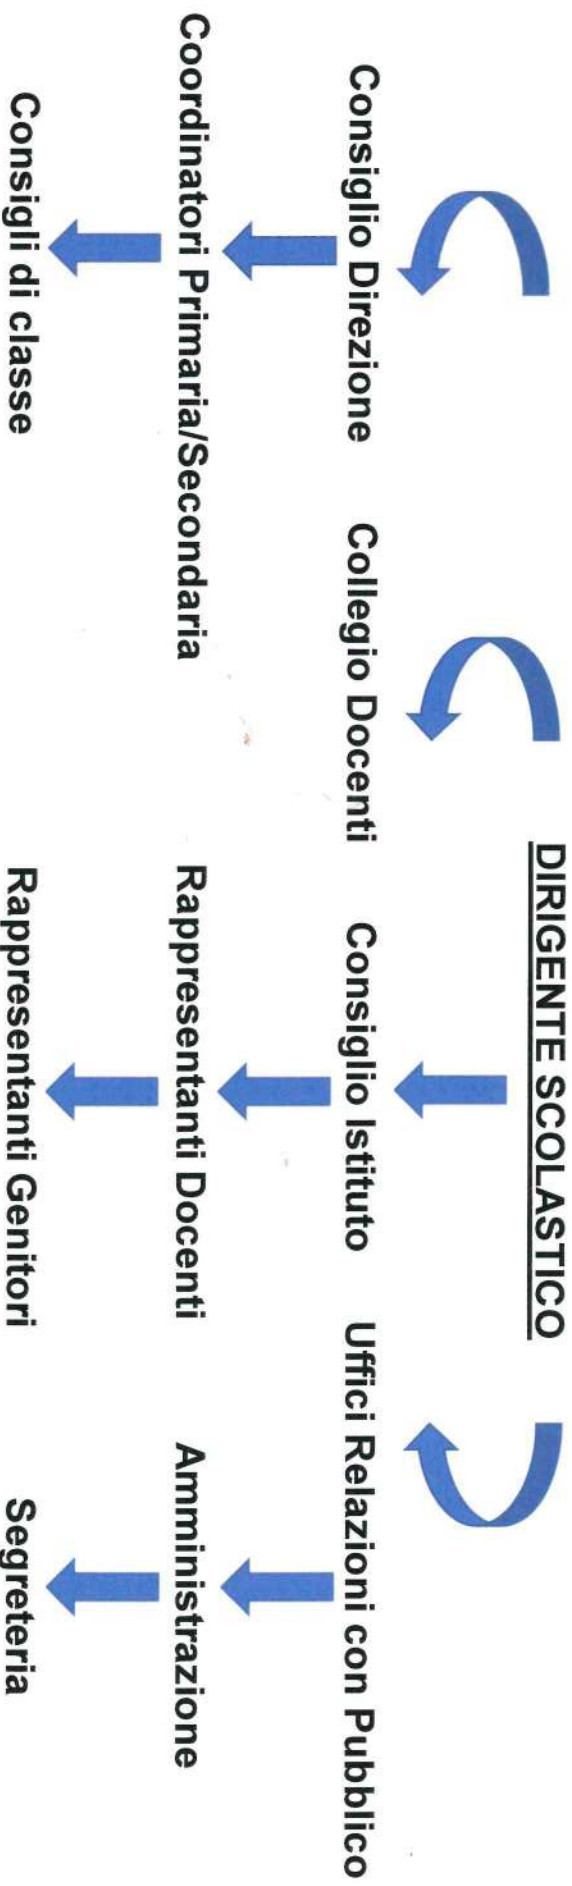 DIRIGENTE SCOLASTICO
Consiglio Direzione Collegio Docenti Consiglio Istituto Uffici Relazioni con Pubblico
Coordinatori Primaria/Secondaria Rappresentanti Docenti Amministrazione
Consigli di classe Rappresentanti Genitori Segreteria